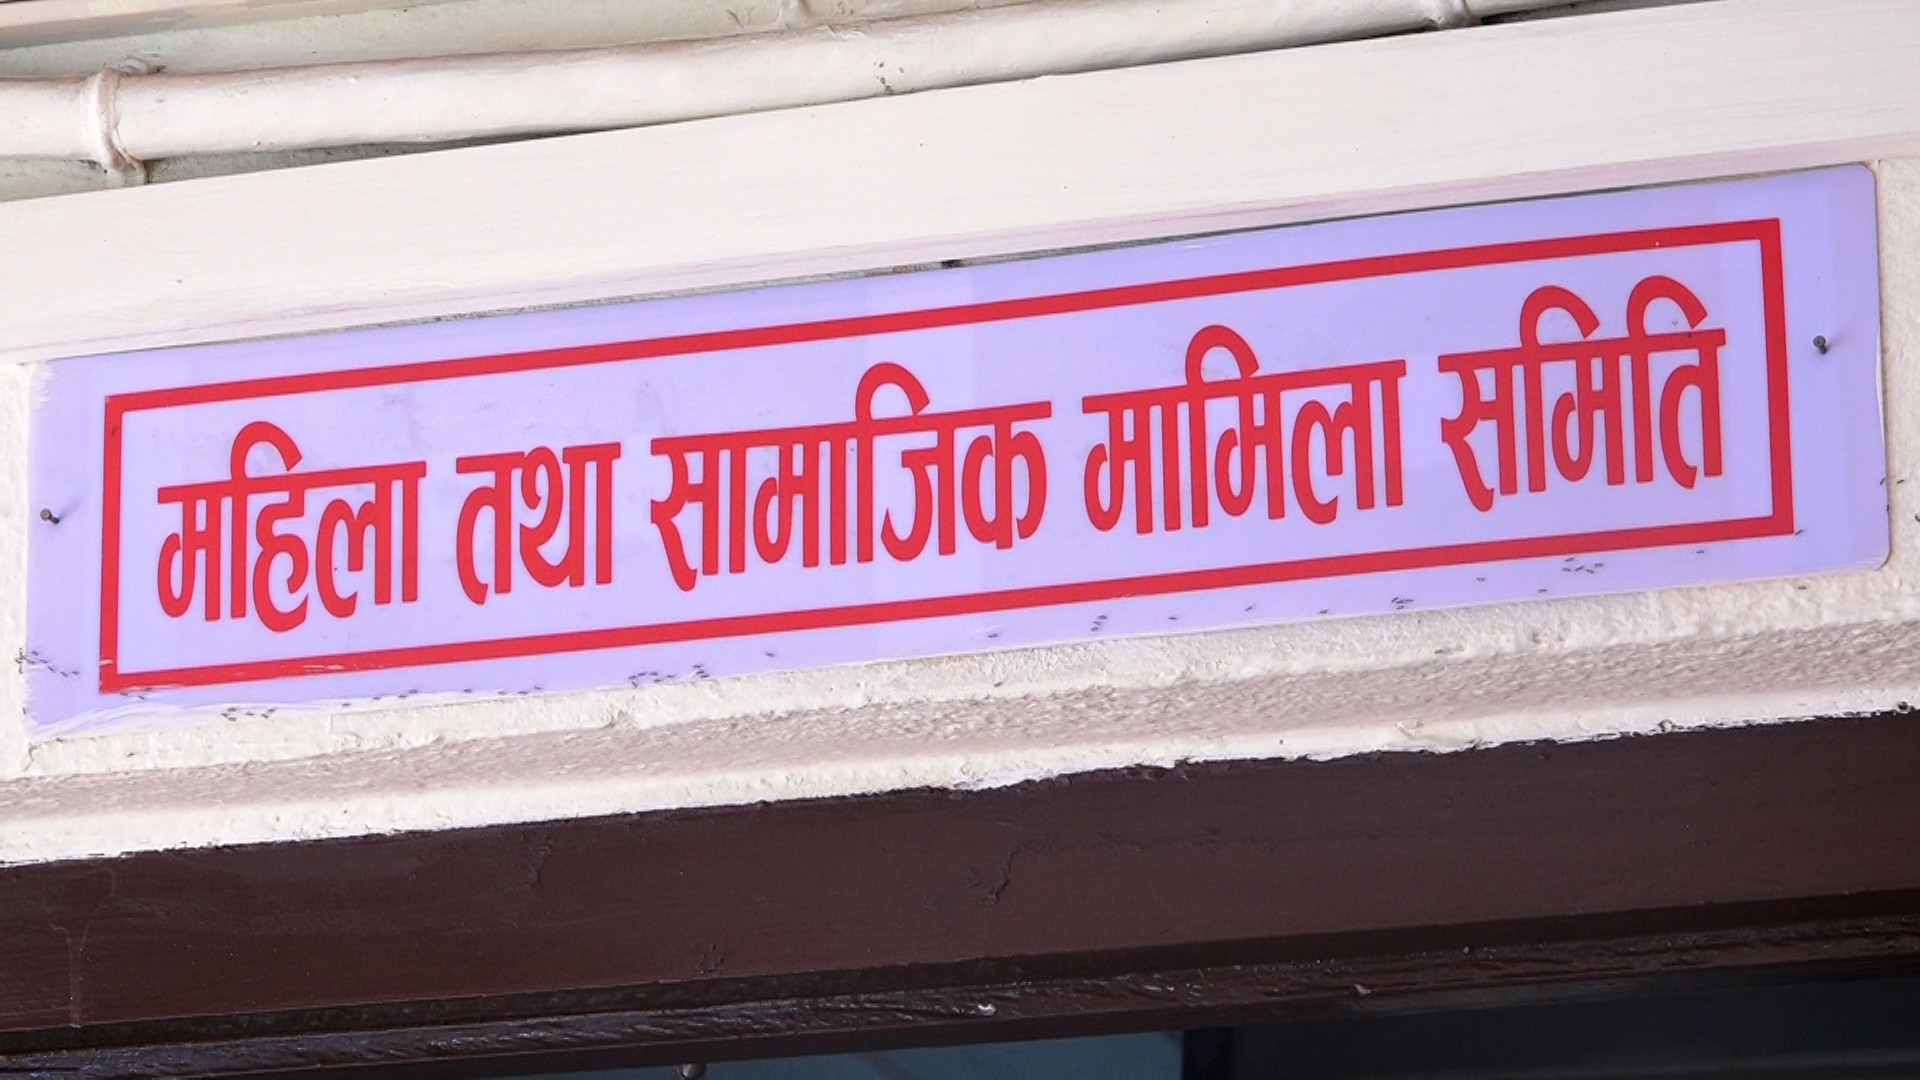 महिला तथा सामाजिक मामिला समिति